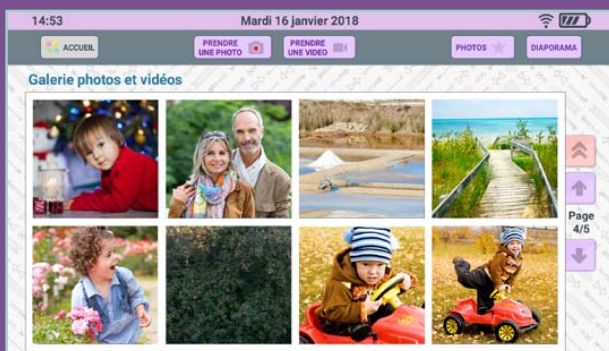 14:53 Mardi 16 janvier 2018
ACCUEIL
PRENDRE
UNE PHOTO
PRENDRE
UNE VIDEO
PHOTOS
DIAPORAMA
Galerie photos et vidéos
Page
4/5